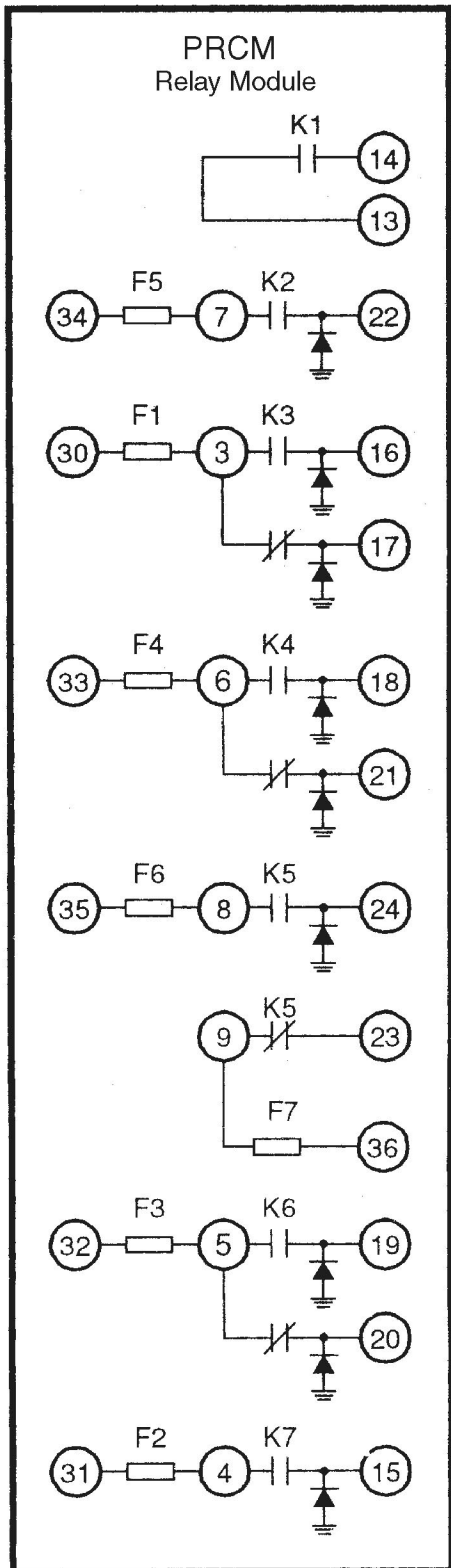 PRCM
Relay Module
K1
14
13
F5 K2
34 7 22
F1 K3
30 3 16
17
F4 K4
33 6 18
21
F6 K5
35 8 24
K5
9 23
F7
36
F3 K6
32 5 19
20
F2 K7
31 4 15